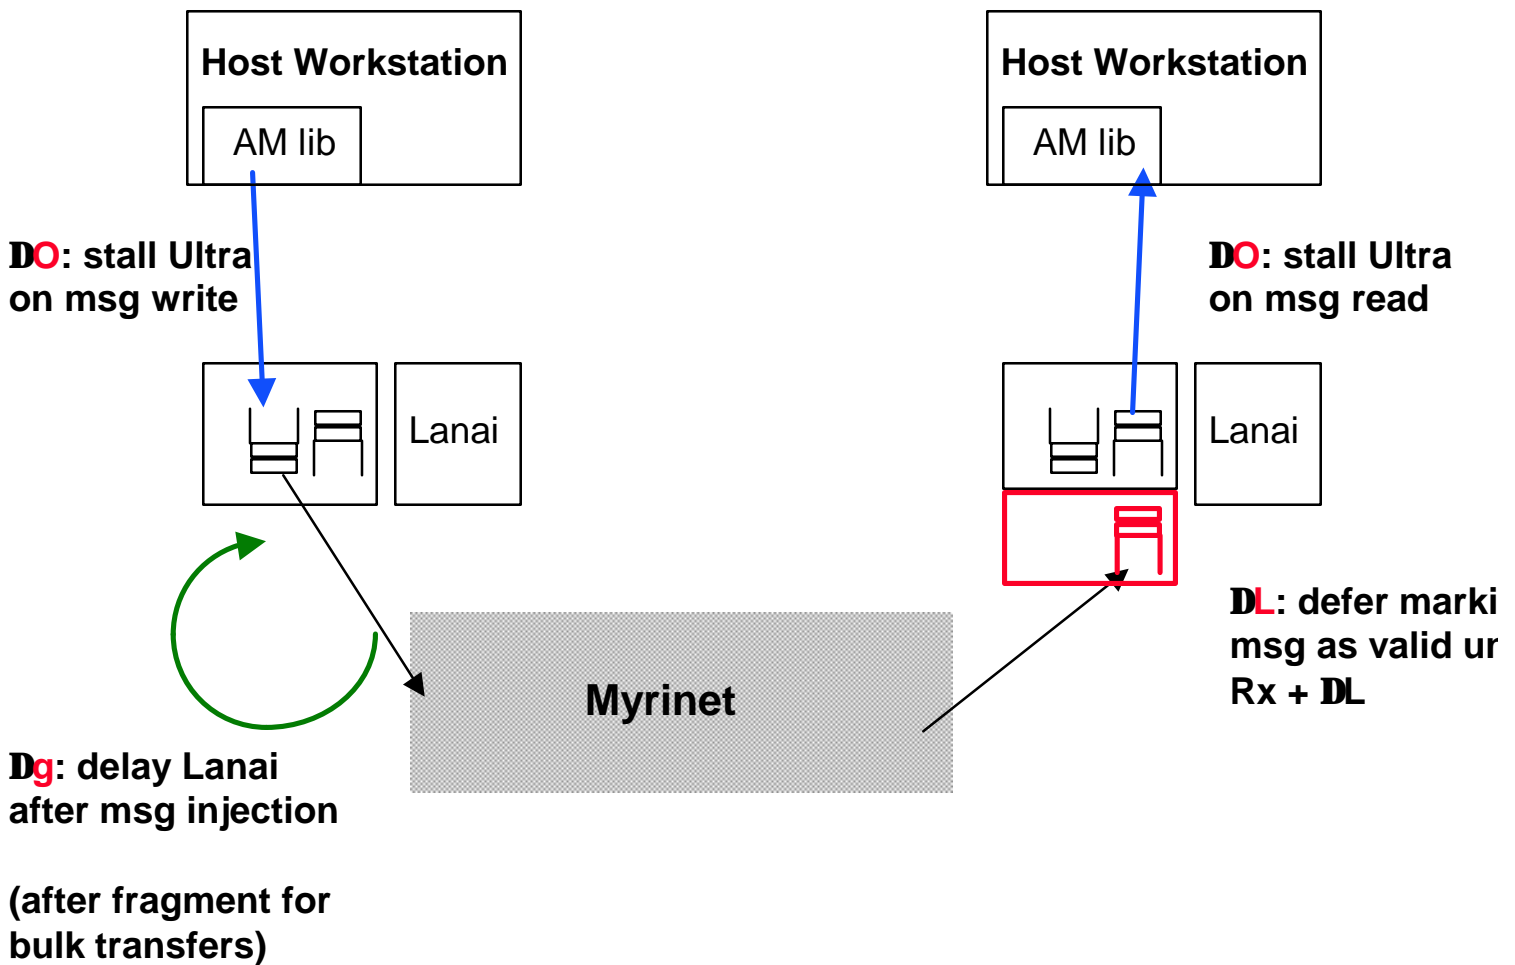 Host Workstation
AM lib
DO: stall Ultra
on msg write
Lanai
Dg: delay Lanai
after msg injection
(after fragment for
bulk transfers)
Myrinet
Host Workstation
AM lib
DO: stall Ultra
on msg read
Lanai
DL: defer marki
msg as valid
Rx + DL